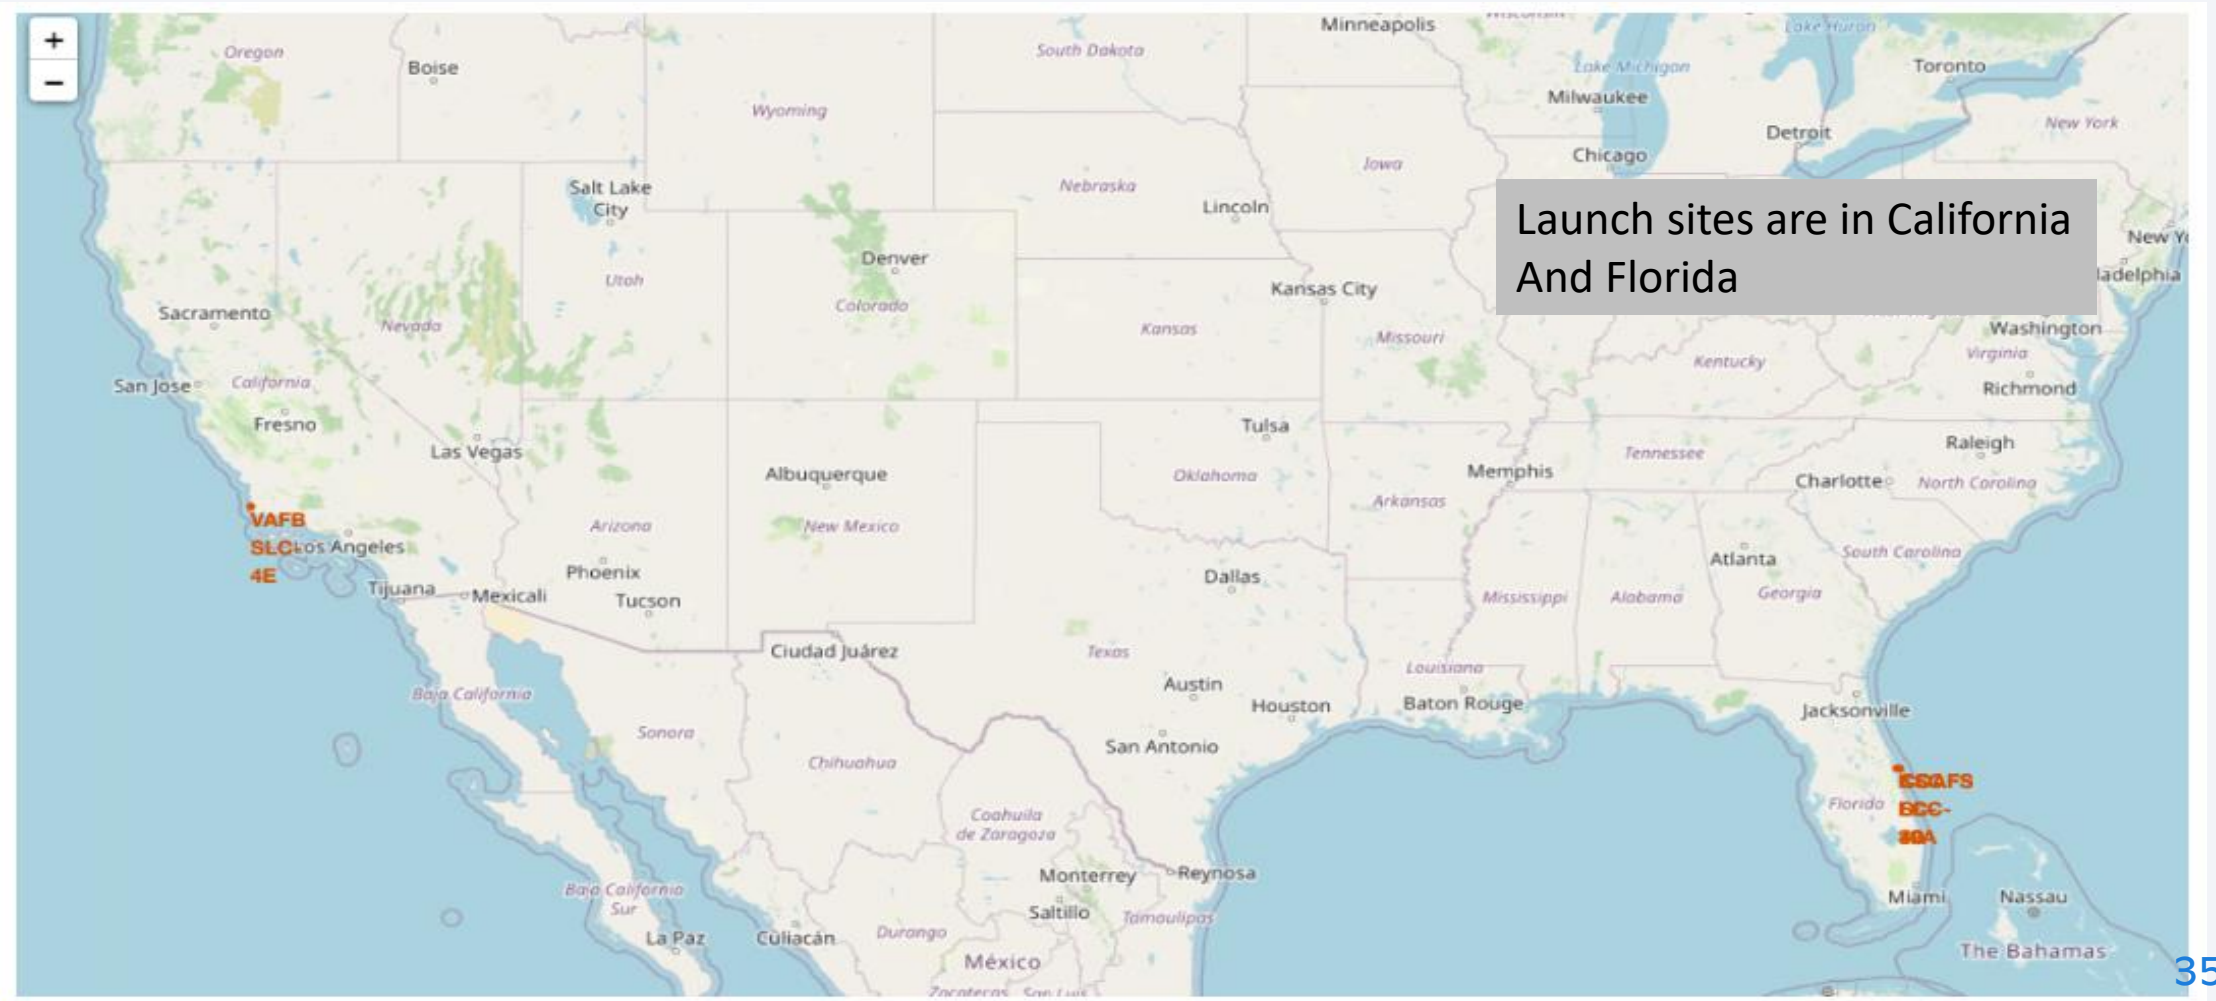 +
−
Oregon
Boise
South Dakota
Minneapolis
Lake Huron
Lake Michigan
Toronto
Wyoming
Milwaukee
Detroit
New York
Chicago
Iowa
Salt Lake
City
Nebraska
Lincoln
Launch sites are in California
And Florida
Denver
Utah
Colorado
Kansas City
Sacramento
Nevada
Kansas
Missouri
Washington
Virginia
Kentucky
San Jose
California
Richmond
Fresno
Tulsa
Las Vegas
Raleigh
Tennessee
Albuquerque
Oklahoma
Memphis
Charlotte
North Carolina
Arkansas
VAFB
SLC-
4E
Los Angeles
Arizona
New Mexico
Atlanta
South Carolina
Phoenix
Dallas
Tijuana
Mexicali
Tucson
Mississippi
Alabama
Georgia
Ciudad Juárez
Texas
Louisiana
Baja California
Austin
Houston
Baton Rouge
Jacksonville
Sonora
San Antonio
Chihuahua
Florida
Coahuila
de Zaragoza
Monterrey
Reynosa
Baja California
Sur
Saltillo
Tamaulipas
Miami
Nassau
La Paz
Culiacán
Durango
México
The Bahamas
35